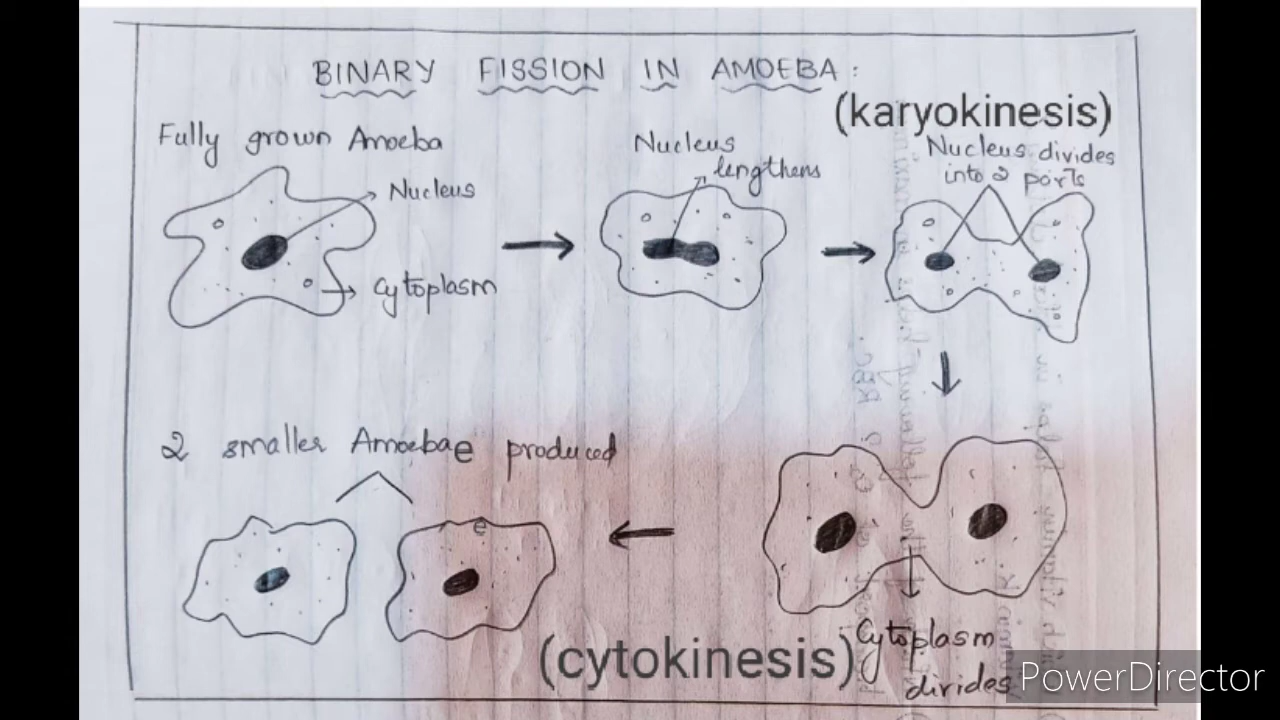 BINARY FISSION IN AMOEBA :
(karyokinesis)
Fully grown Amoeba
Nucleus
Cytoplasm
Nucleus
lengthens
Nucleus divides
into 2 parts
2 smaller Amoebae produced
e
(cytokinesis)
Cytoplasm
divides
PowerDirector